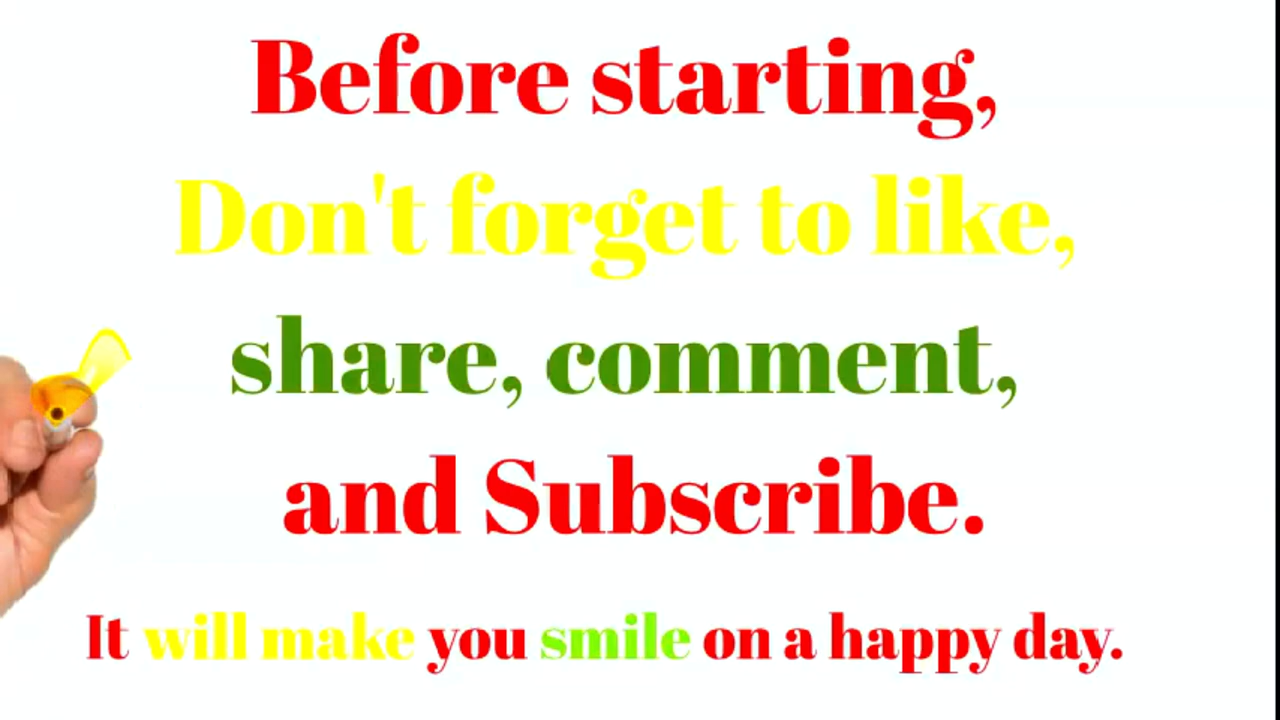 Before starting,
Don't forget to like,
share, comment,
and Subscribe.
It will make you smile on a happy day.